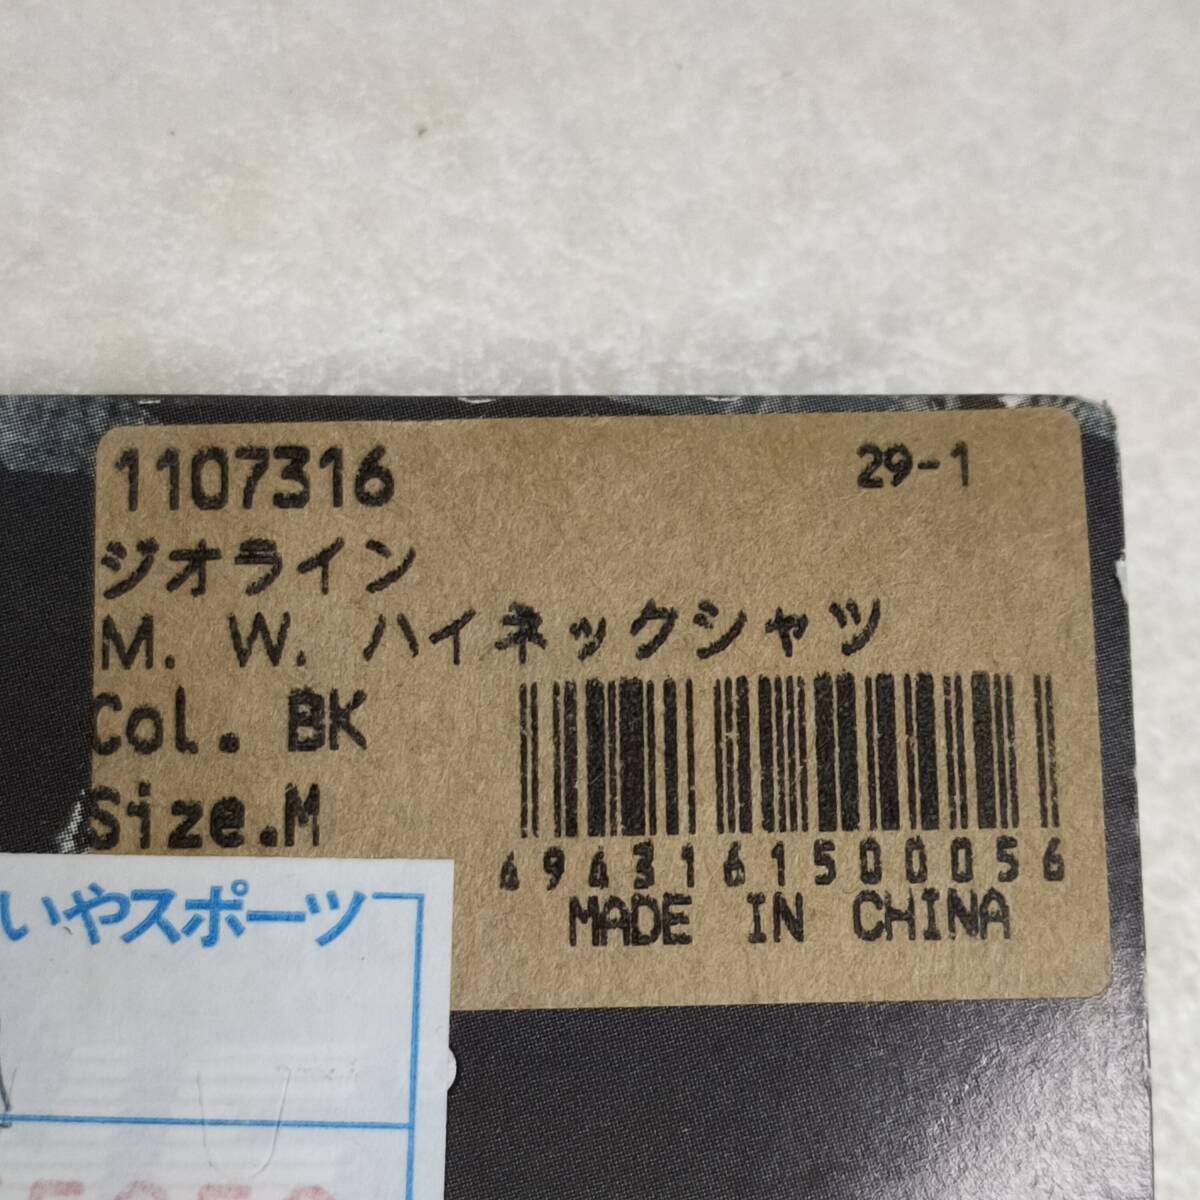 1107316 29-1
ジオライン
M. W. ハイネックシャツ
Col. BK
Size.M
MADE IN CHINA
いやスポーツ